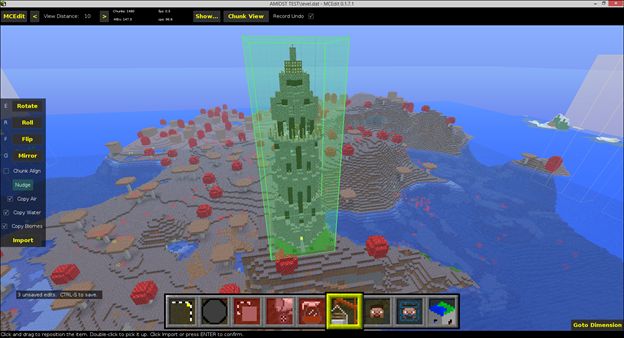 AMIDST TEST\level.dat - MCEdit 0.1.7.1
MCEdit < View Distance: 10 > Show... Chunk View Record Undo
E Rotate
R Roll
F Flip
G Mirror
Chunk Align
Nudge
Copy Air
Copy Water
Copy Biomes
Import
3 unsaved edits. CTRL-S to save.
Goto Dimension
Click and drag to reposition the item. Double-click to pick it up. Click Import or press ENTER to confirm.